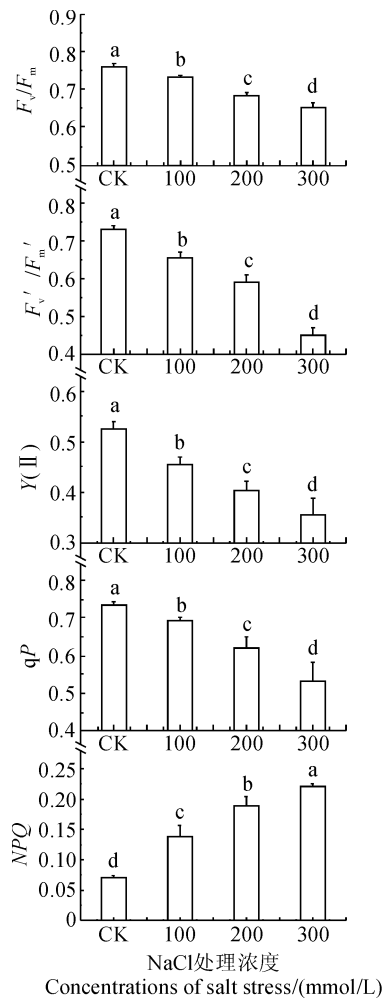 0.9
a
0.8
b
c
d
0.7
0.6
0.5
Fv/Fm
CK 100 200 300
0.8
a
0.7
b
c
0.6
0.5
d
0.4
Fv′/Fm′
CK 100 200 300
0.6
a
0.5
b
c
d
0.4
0.3
Y(Ⅱ)
CK 100 200 300
0.8
a
b
0.7
c
d
0.6
0.5
0.4
qP
CK 100 200 300
0.25
a
b
0.20
c
0.15
0.10
d
0.05
0
NPQ
CK 100 200 300
NaCl处理浓度
Concentrations of salt stress/(mmol/L)